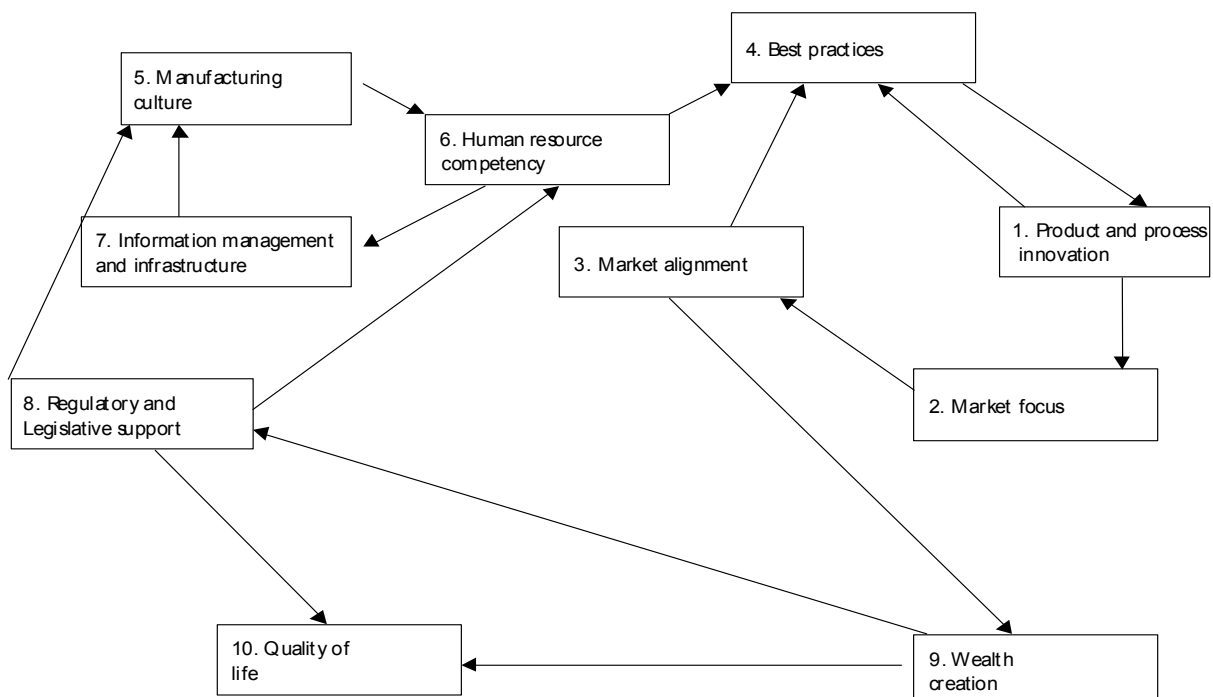 4. Best practices
5. Manufacturing
culture
6. Human resource
competency
7. Information management
and infrastructure
3. Market alignment
1. Product and process
innovation
8. Regulatory and
Legislative support
2. Market focus
10. Quality of
life
9. Wealth
creation